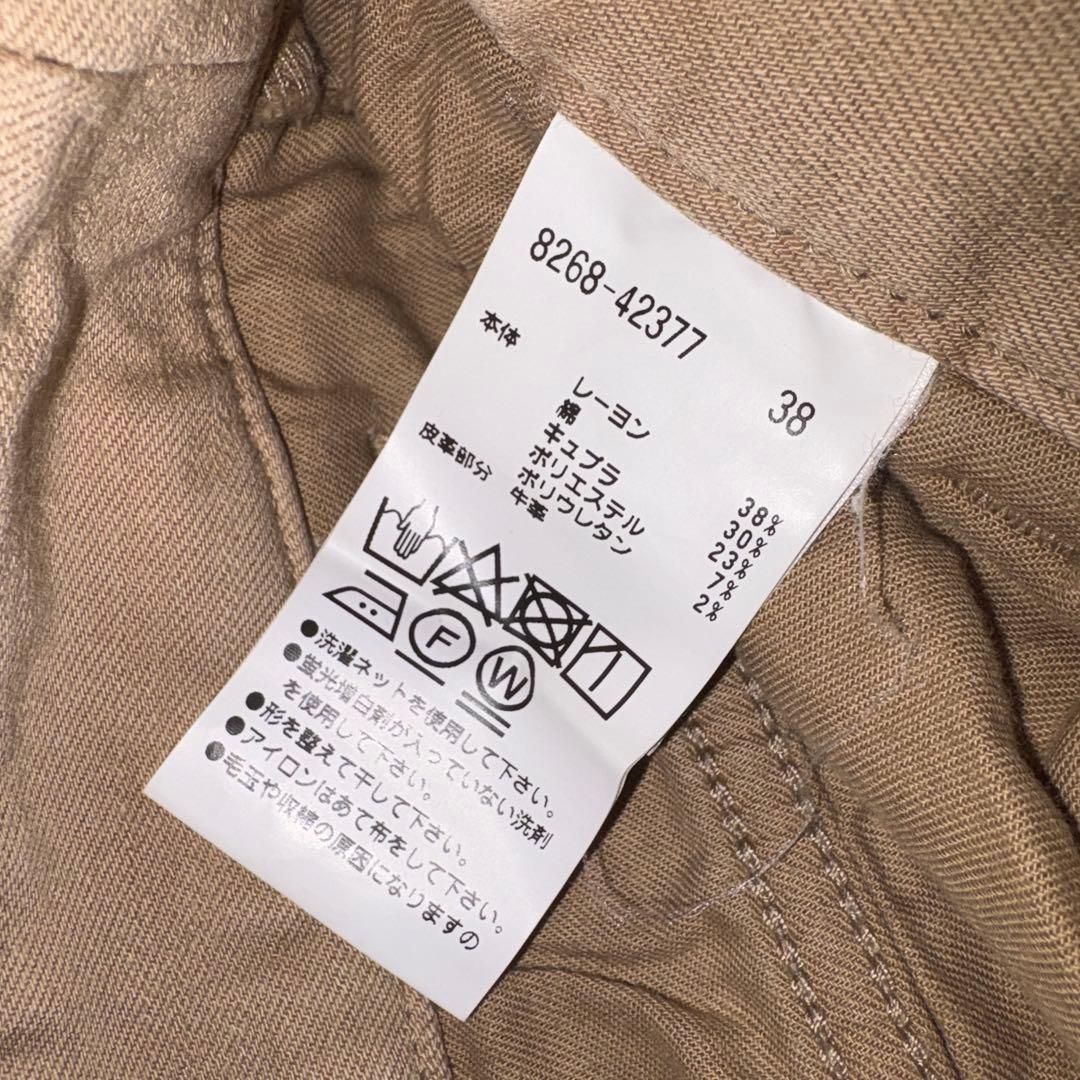 8268-42377
38
本体
レーヨン 38%
綿 30%
キュプラ 23%
ポリエステル 7%
ポリウレタン 2%
皮革部分 牛革
F
W
●洗濯ネットを使用して下さい。
●蛍光増白剤が入っていない洗剤
を使用して下さい。
●形を整えて干して下さい。
●アイロンはあて布をして下さい。
●毛玉や収縮の原因になりますの